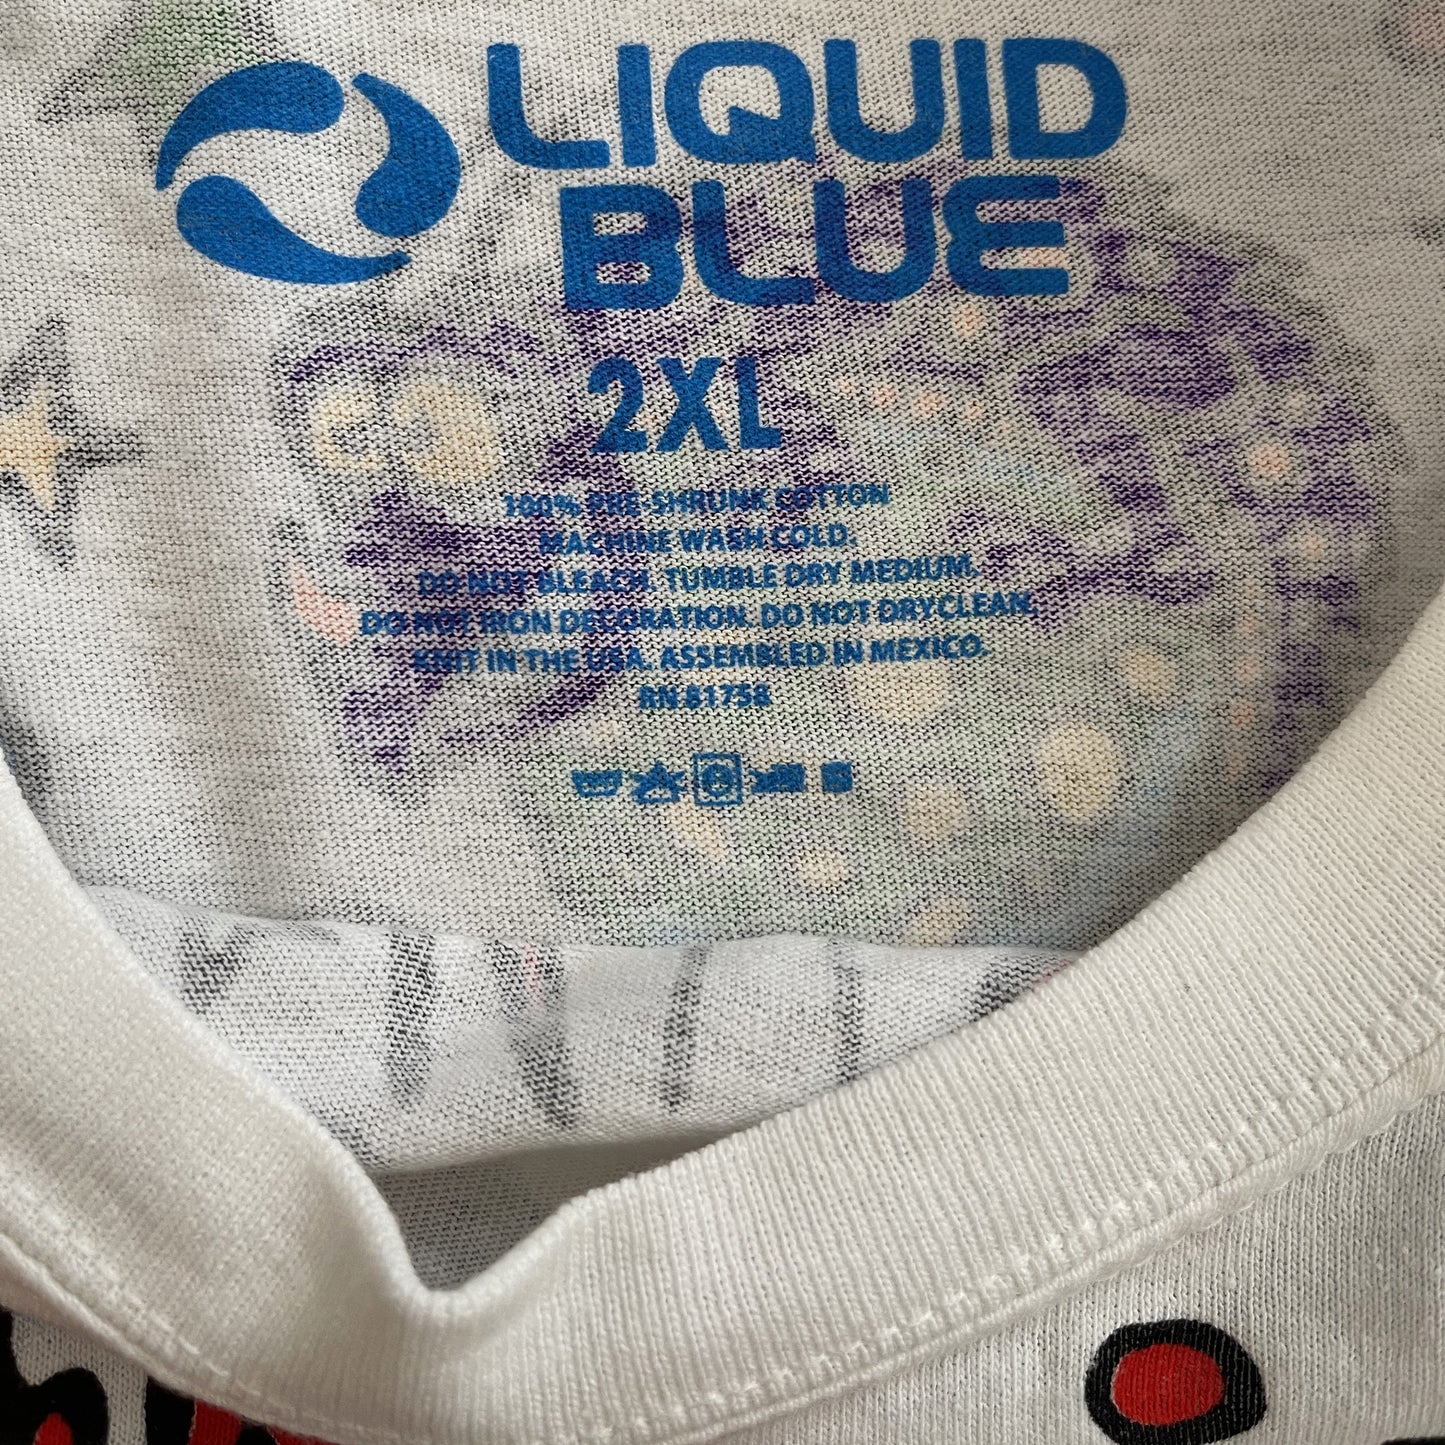 LIQUID
BLUE
2XL
100% PRE-SHRUNK COTTON
MACHINE WASH COLD.
DO NOT BLEACH. TUMBLE DRY MEDIUM.
DO NOT IRON DECORATION. DO NOT DRYCLEAN.
KNIT IN THE USA. ASSEMBLED IN MEXICO.
RN 81758